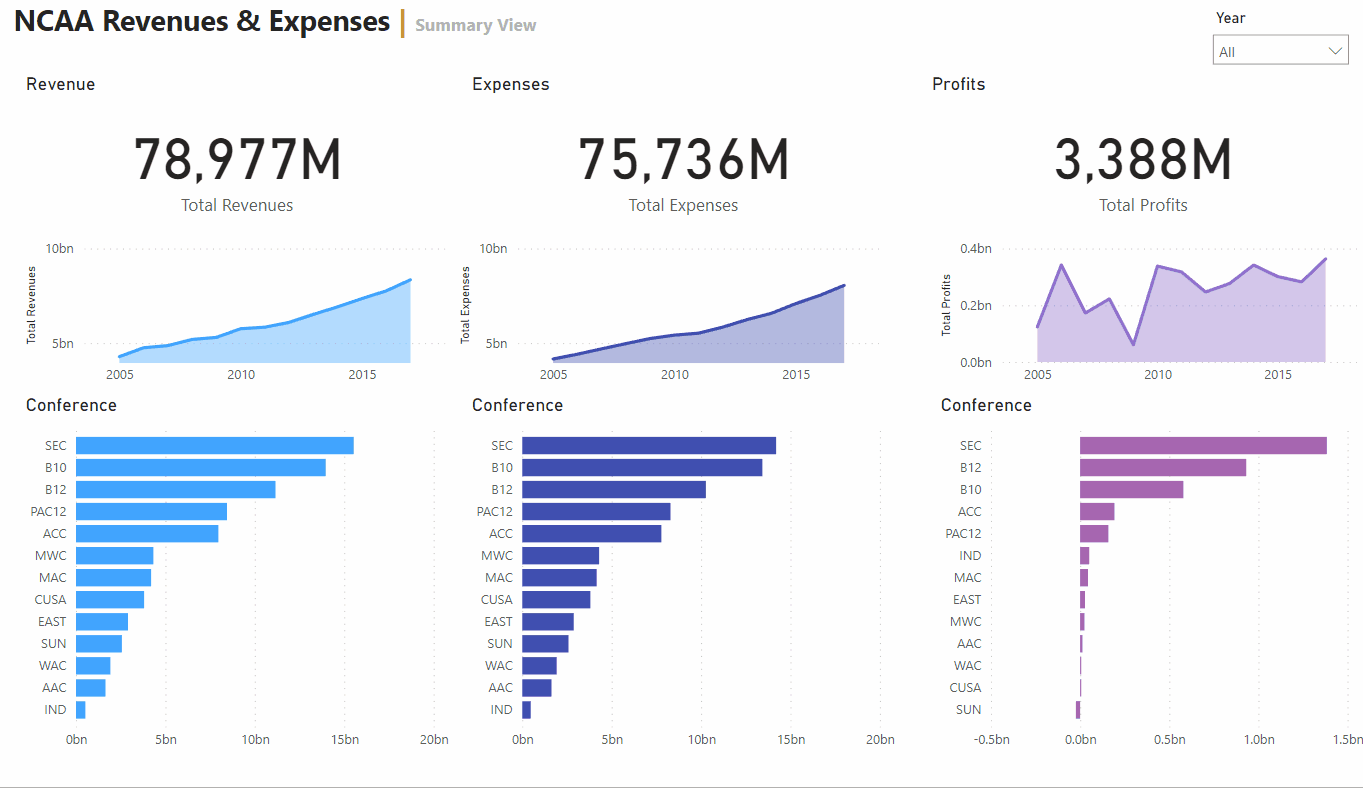 NCAA Revenues & Expenses | Summary View
Year
All
Revenue
78,977M
Total Revenues
10bn
5bn
Total Revenues
2005 2010 2015
Conference
SEC
B10
B12
PAC12
ACC
MWC
MAC
CUSA
EAST
SUN
WAC
AAC
IND
0bn 5bn 10bn 15bn 20bn
Expenses
75,736M
Total Expenses
10bn
5bn
Total Expenses
2005 2010 2015
Conference
SEC
B10
B12
PAC12
ACC
MWC
MAC
CUSA
EAST
SUN
WAC
AAC
IND
0bn 5bn 10bn 15bn 20bn
Profits
3,388M
Total Profits
0.4bn
0.2bn
0.0bn
Total Profits
2005 2010 2015
Conference
SEC
B12
B10
ACC
PAC12
IND
MAC
EAST
MWC
AAC
WAC
CUSA
SUN
-0.5bn 0.0bn 0.5bn 1.0bn 1.5bn